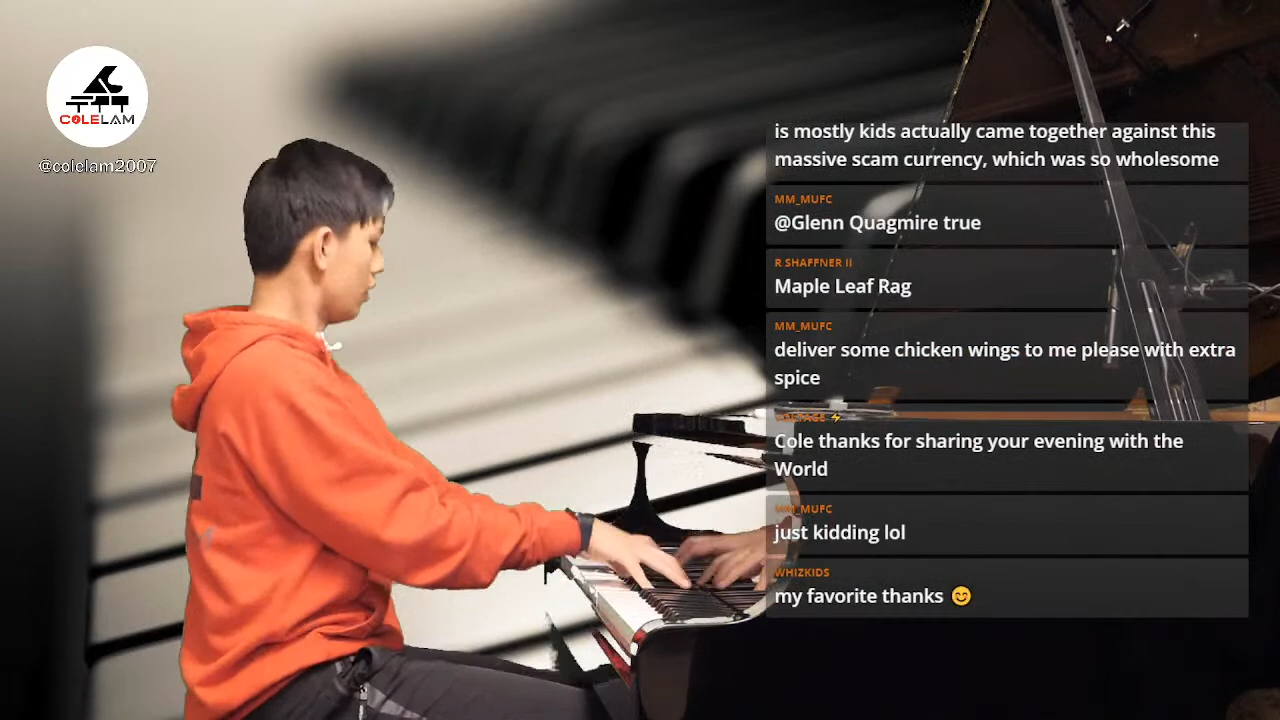 COLELAM
@colelam2007
is mostly kids actually came together against this
massive scam currency, which was so wholesome
MM_MUFC
@Glenn Quagmire true
R SHAFFNER II
Maple Leaf Rag
MM_MUFC
deliver some chicken wings to me please with extra
spice
Cole thanks for sharing your evening with the
World
MM_MUFC
just kidding lol
WHIZKIDS
my favorite thanks 😊